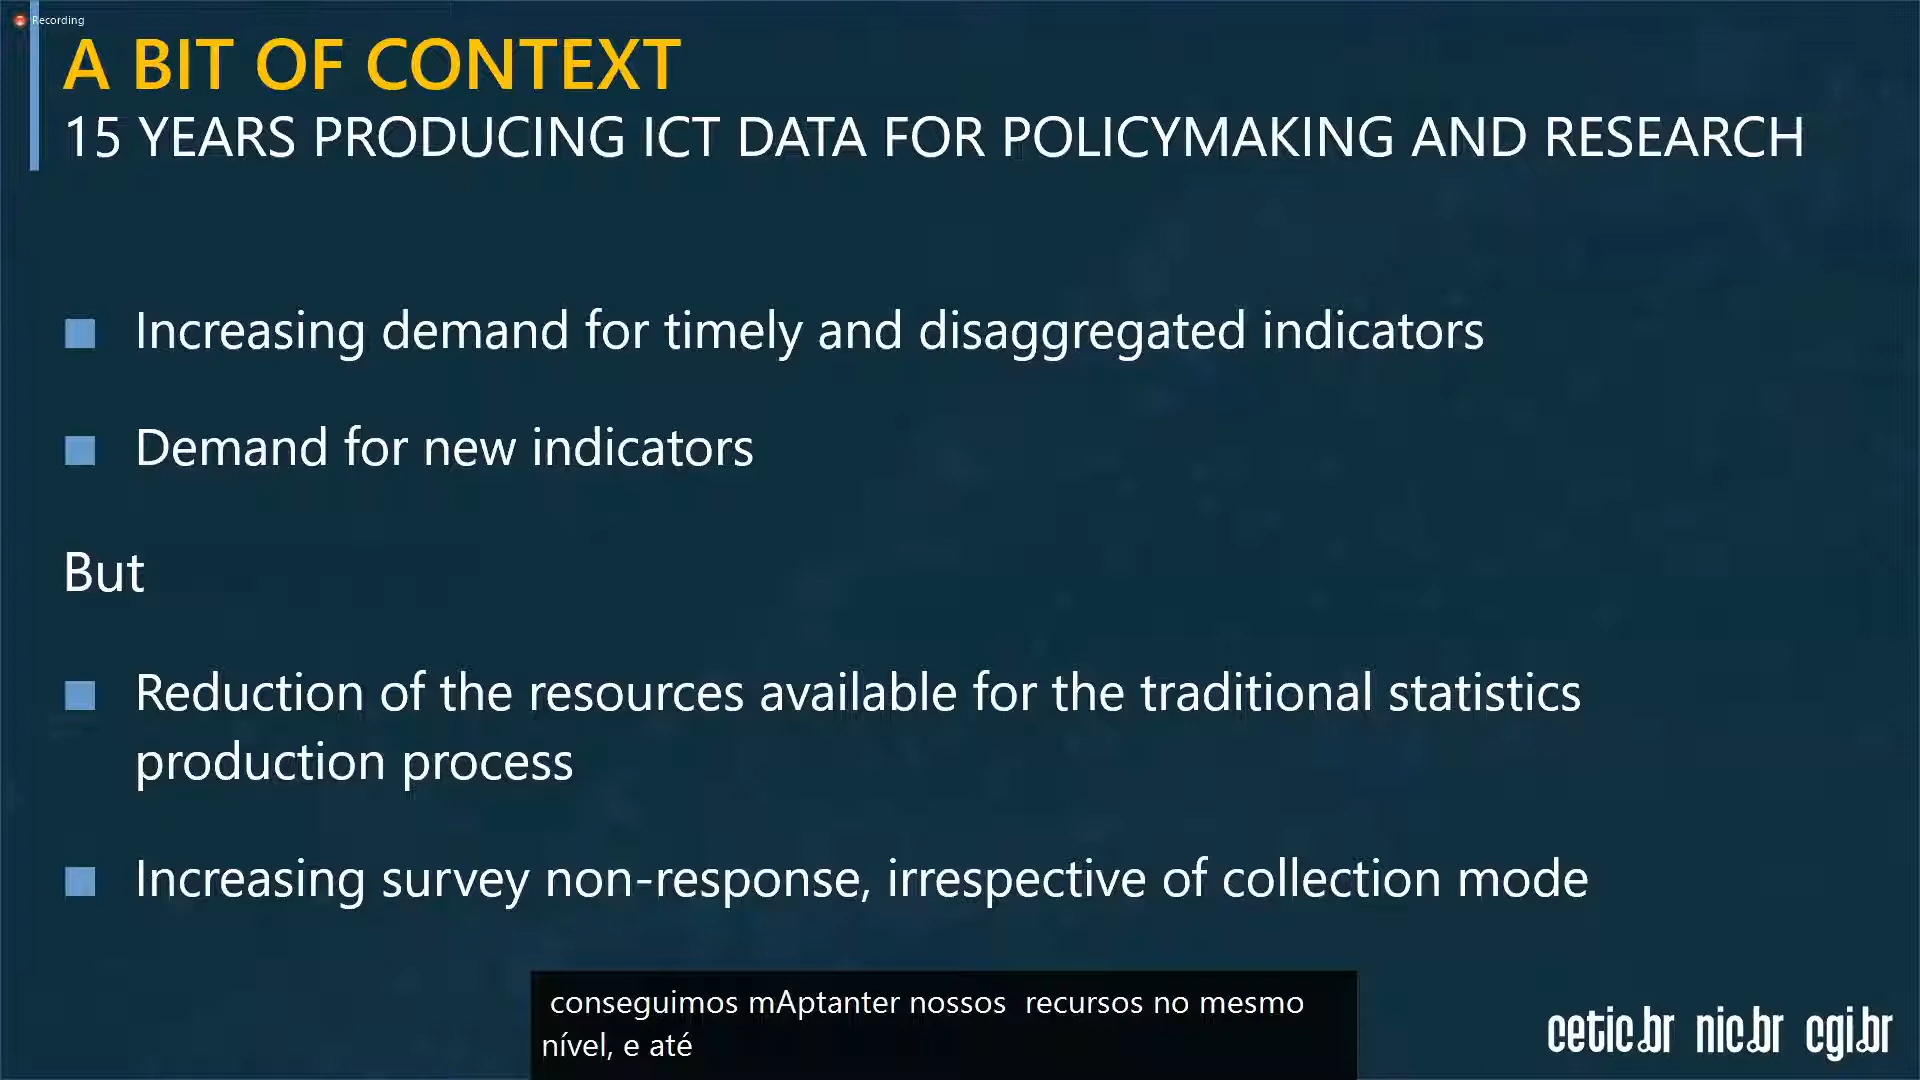 Recording
A BIT OF CONTEXT
15 YEARS PRODUCING ICT DATA FOR POLICYMAKING AND RESEARCH
Increasing demand for timely and disaggregated indicators
Demand for new indicators
But
Reduction of the resources available for the traditional statistics
production process
Increasing survey non-response, irrespective of collection mode
conseguimos mAptanter nossos recursos no mesmo
nível, e até
cetic.br nic.br cgi.br